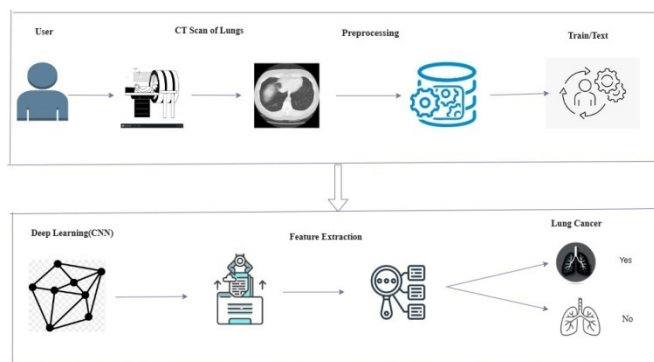 User
CT Scan of Lungs
Preprocessing
Train/Text
Deep Learning(CNN)
Feature Extraction
Lung Cancer
Yes
No